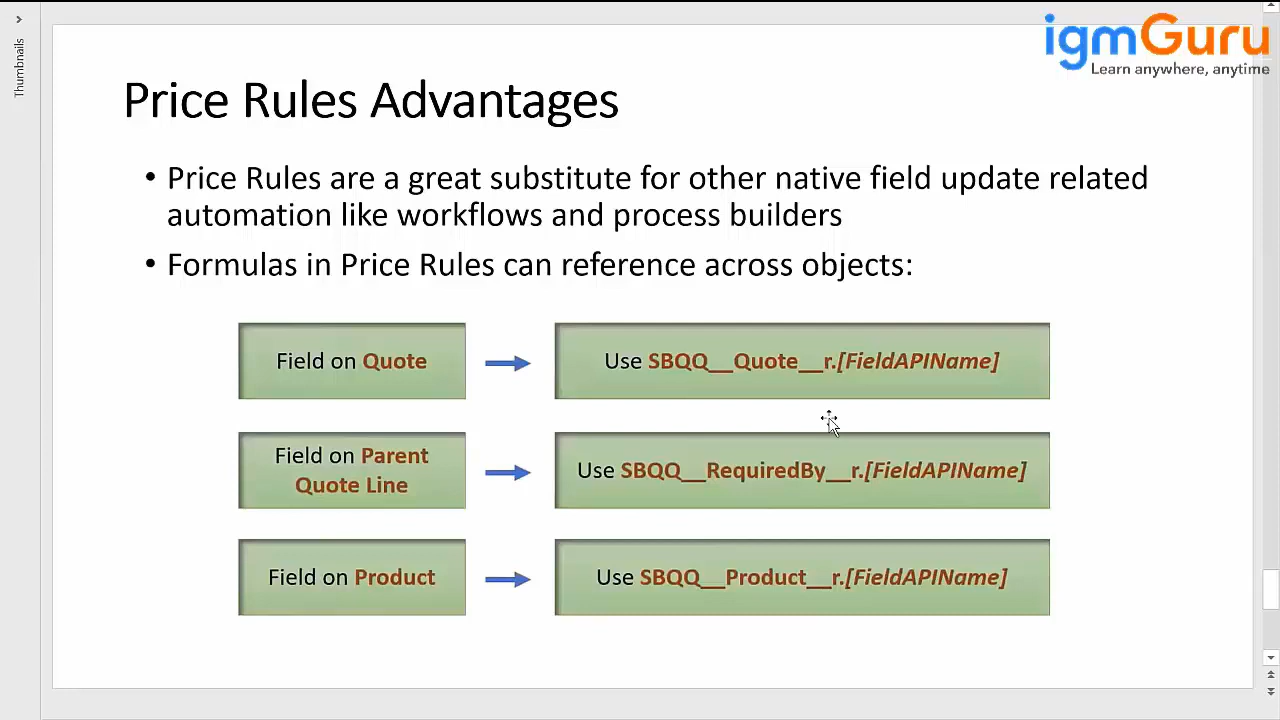 Thumbnails
igmGuru
Learn anywhere, anytime
Price Rules Advantages
• Price Rules are a great substitute for other native field update related
automation like workflows and process builders
• Formulas in Price Rules can reference across objects:
Field on Quote
Use SBQQ__Quote__r.[FieldAPIName]
Field on Parent
Quote Line
Use SBQQ__RequiredBy__r.[FieldAPIName]
Field on Product
Use SBQQ__Product__r.[FieldAPIName]